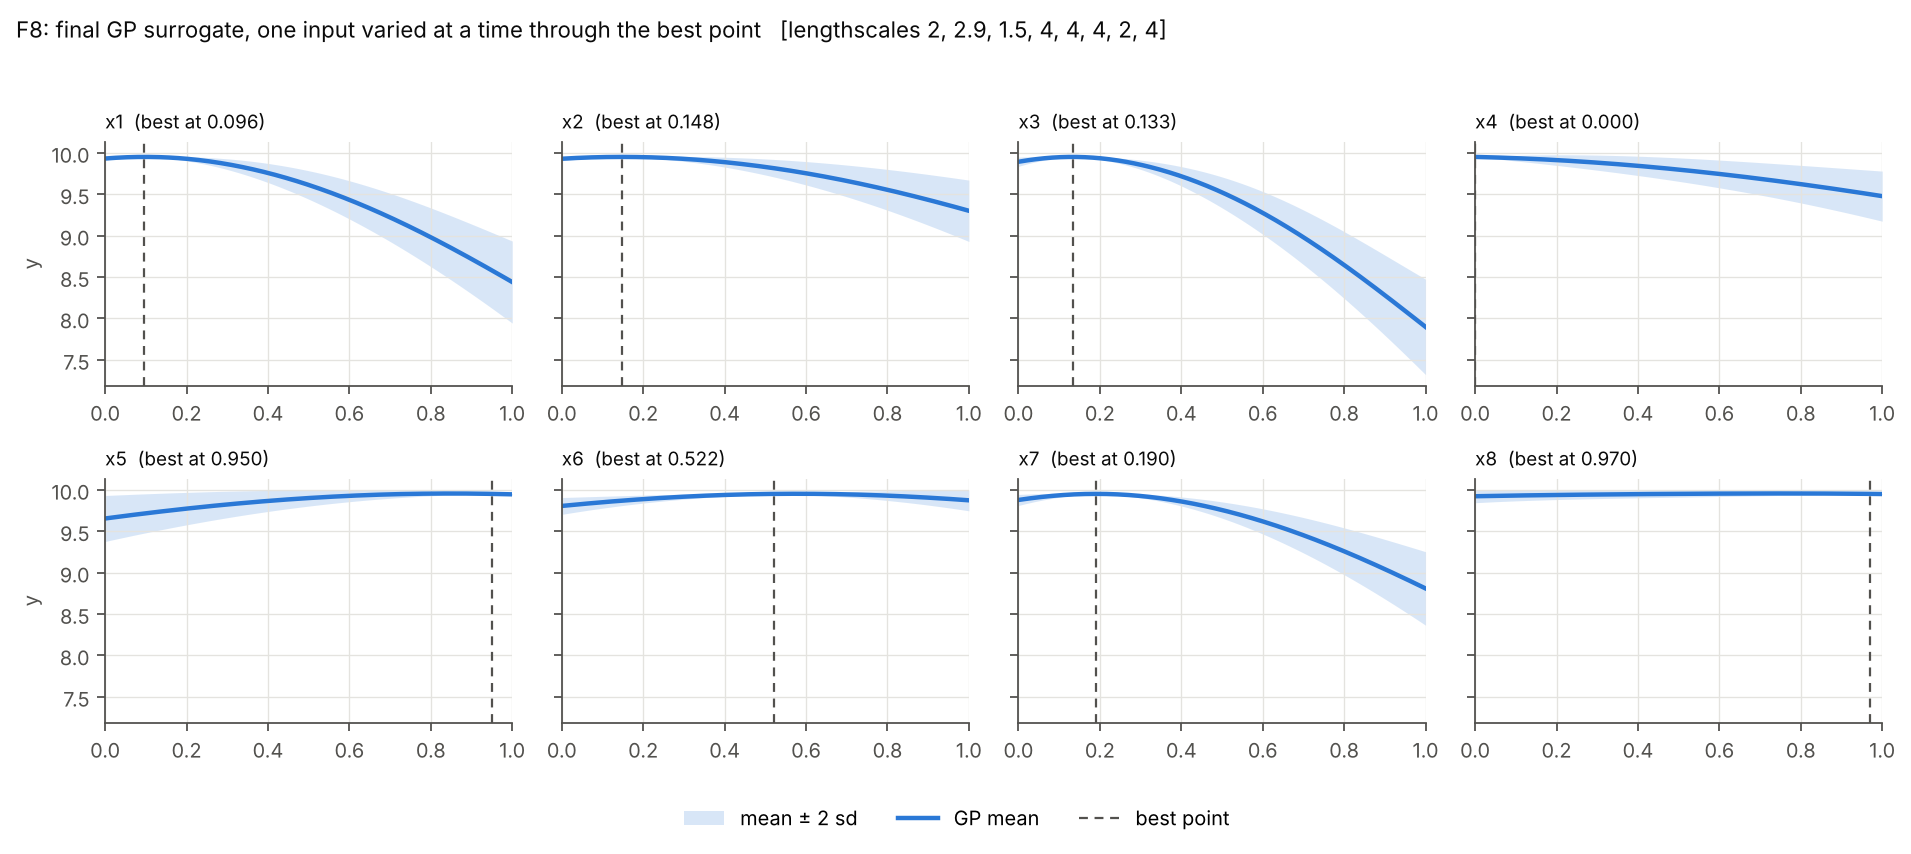 F8: final GP surrogate, one input varied at a time through the best point [lengthscales 2, 2.9, 1.5, 4, 4, 4, 2, 4]
x1 (best at 0.096)
x2 (best at 0.148)
x3 (best at 0.133)
x4 (best at 0.000)
y
10.0
9.5
9.0
8.5
8.0
7.5
0.0 0.2 0.4 0.6 0.8 1.0
0.0 0.2 0.4 0.6 0.8 1.0
0.0 0.2 0.4 0.6 0.8 1.0
0.0 0.2 0.4 0.6 0.8 1.0
x5 (best at 0.950)
x6 (best at 0.522)
x7 (best at 0.190)
x8 (best at 0.970)
y
10.0
9.5
9.0
8.5
8.0
7.5
0.0 0.2 0.4 0.6 0.8 1.0
0.0 0.2 0.4 0.6 0.8 1.0
0.0 0.2 0.4 0.6 0.8 1.0
0.0 0.2 0.4 0.6 0.8 1.0
mean ± 2 sd
GP mean
best point